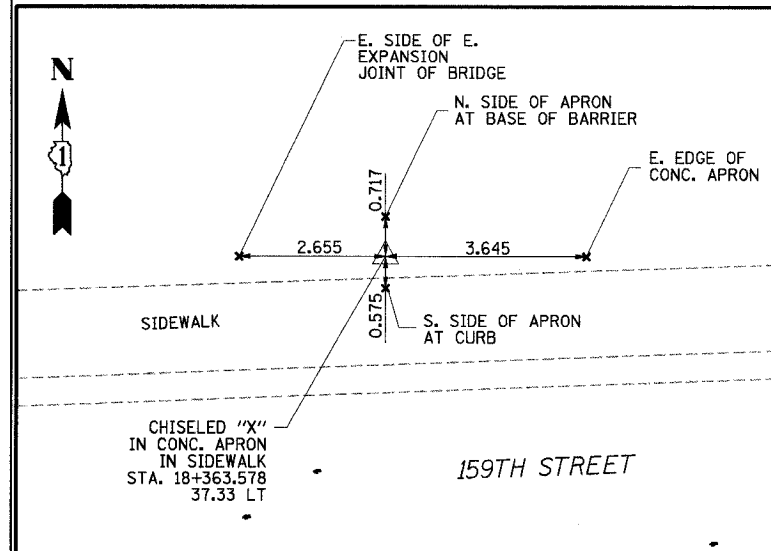 E. SIDE OF E.
EXPANSION
JOINT OF BRIDGE
N
N. SIDE OF APRON
AT BASE OF BARRIER
1
E. EDGE OF
CONC. APRON
0.717
2.655
3.645
0.575
SIDEWALK
S. SIDE OF APRON
AT CURB
CHISELED "X"
IN CONC. APRON
IN SIDEWALK
STA. 18+363.578
37.33 LT
159TH STREET